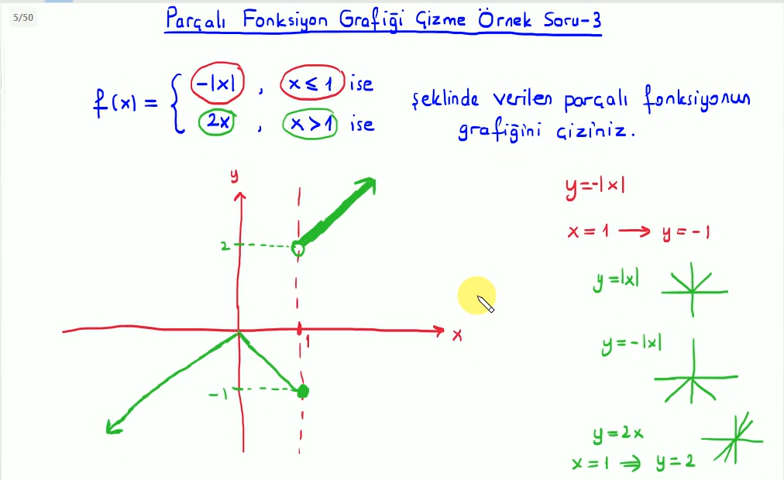 5/50
Parçalı Fonksiyon Grafiği Çizme Örnek Soru-3
f(x) = { -|x| , x ≤ 1 ise
2x , x > 1 ise
şeklinde verilen parçalı fonksiyonun
grafiğini çiziniz.
y
2
1
x
-1
y=-|x|
x = 1 → y = -1
y=|x|
y=-|x|
y=2x
x = 1 ⇒ y = 2